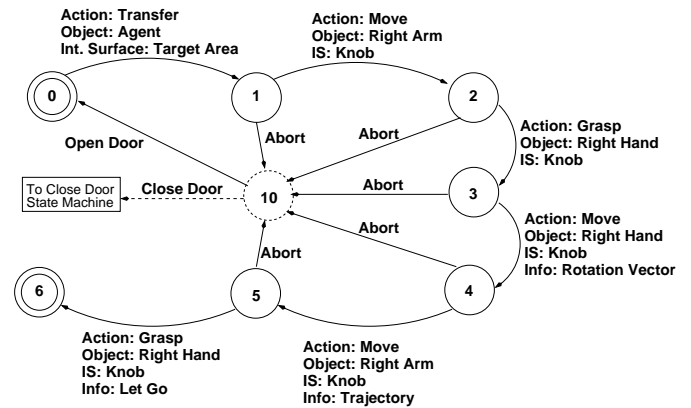 Action: Transfer
Object: Agent
Int. Surface: Target Area
Action: Move
Object: Right Arm
IS: Knob
0
1
2
Open Door
Abort
Abort
Action: Grasp
Object: Right Hand
IS: Knob
To Close Door
State Machine
Close Door
10
Abort
3
Action: Move
Object: Right Hand
IS: Knob
Info: Rotation Vector
Abort
Abort
6
5
4
Action: Grasp
Object: Right Hand
IS: Knob
Info: Let Go
Action: Move
Object: Right Arm
IS: Knob
Info: Trajectory